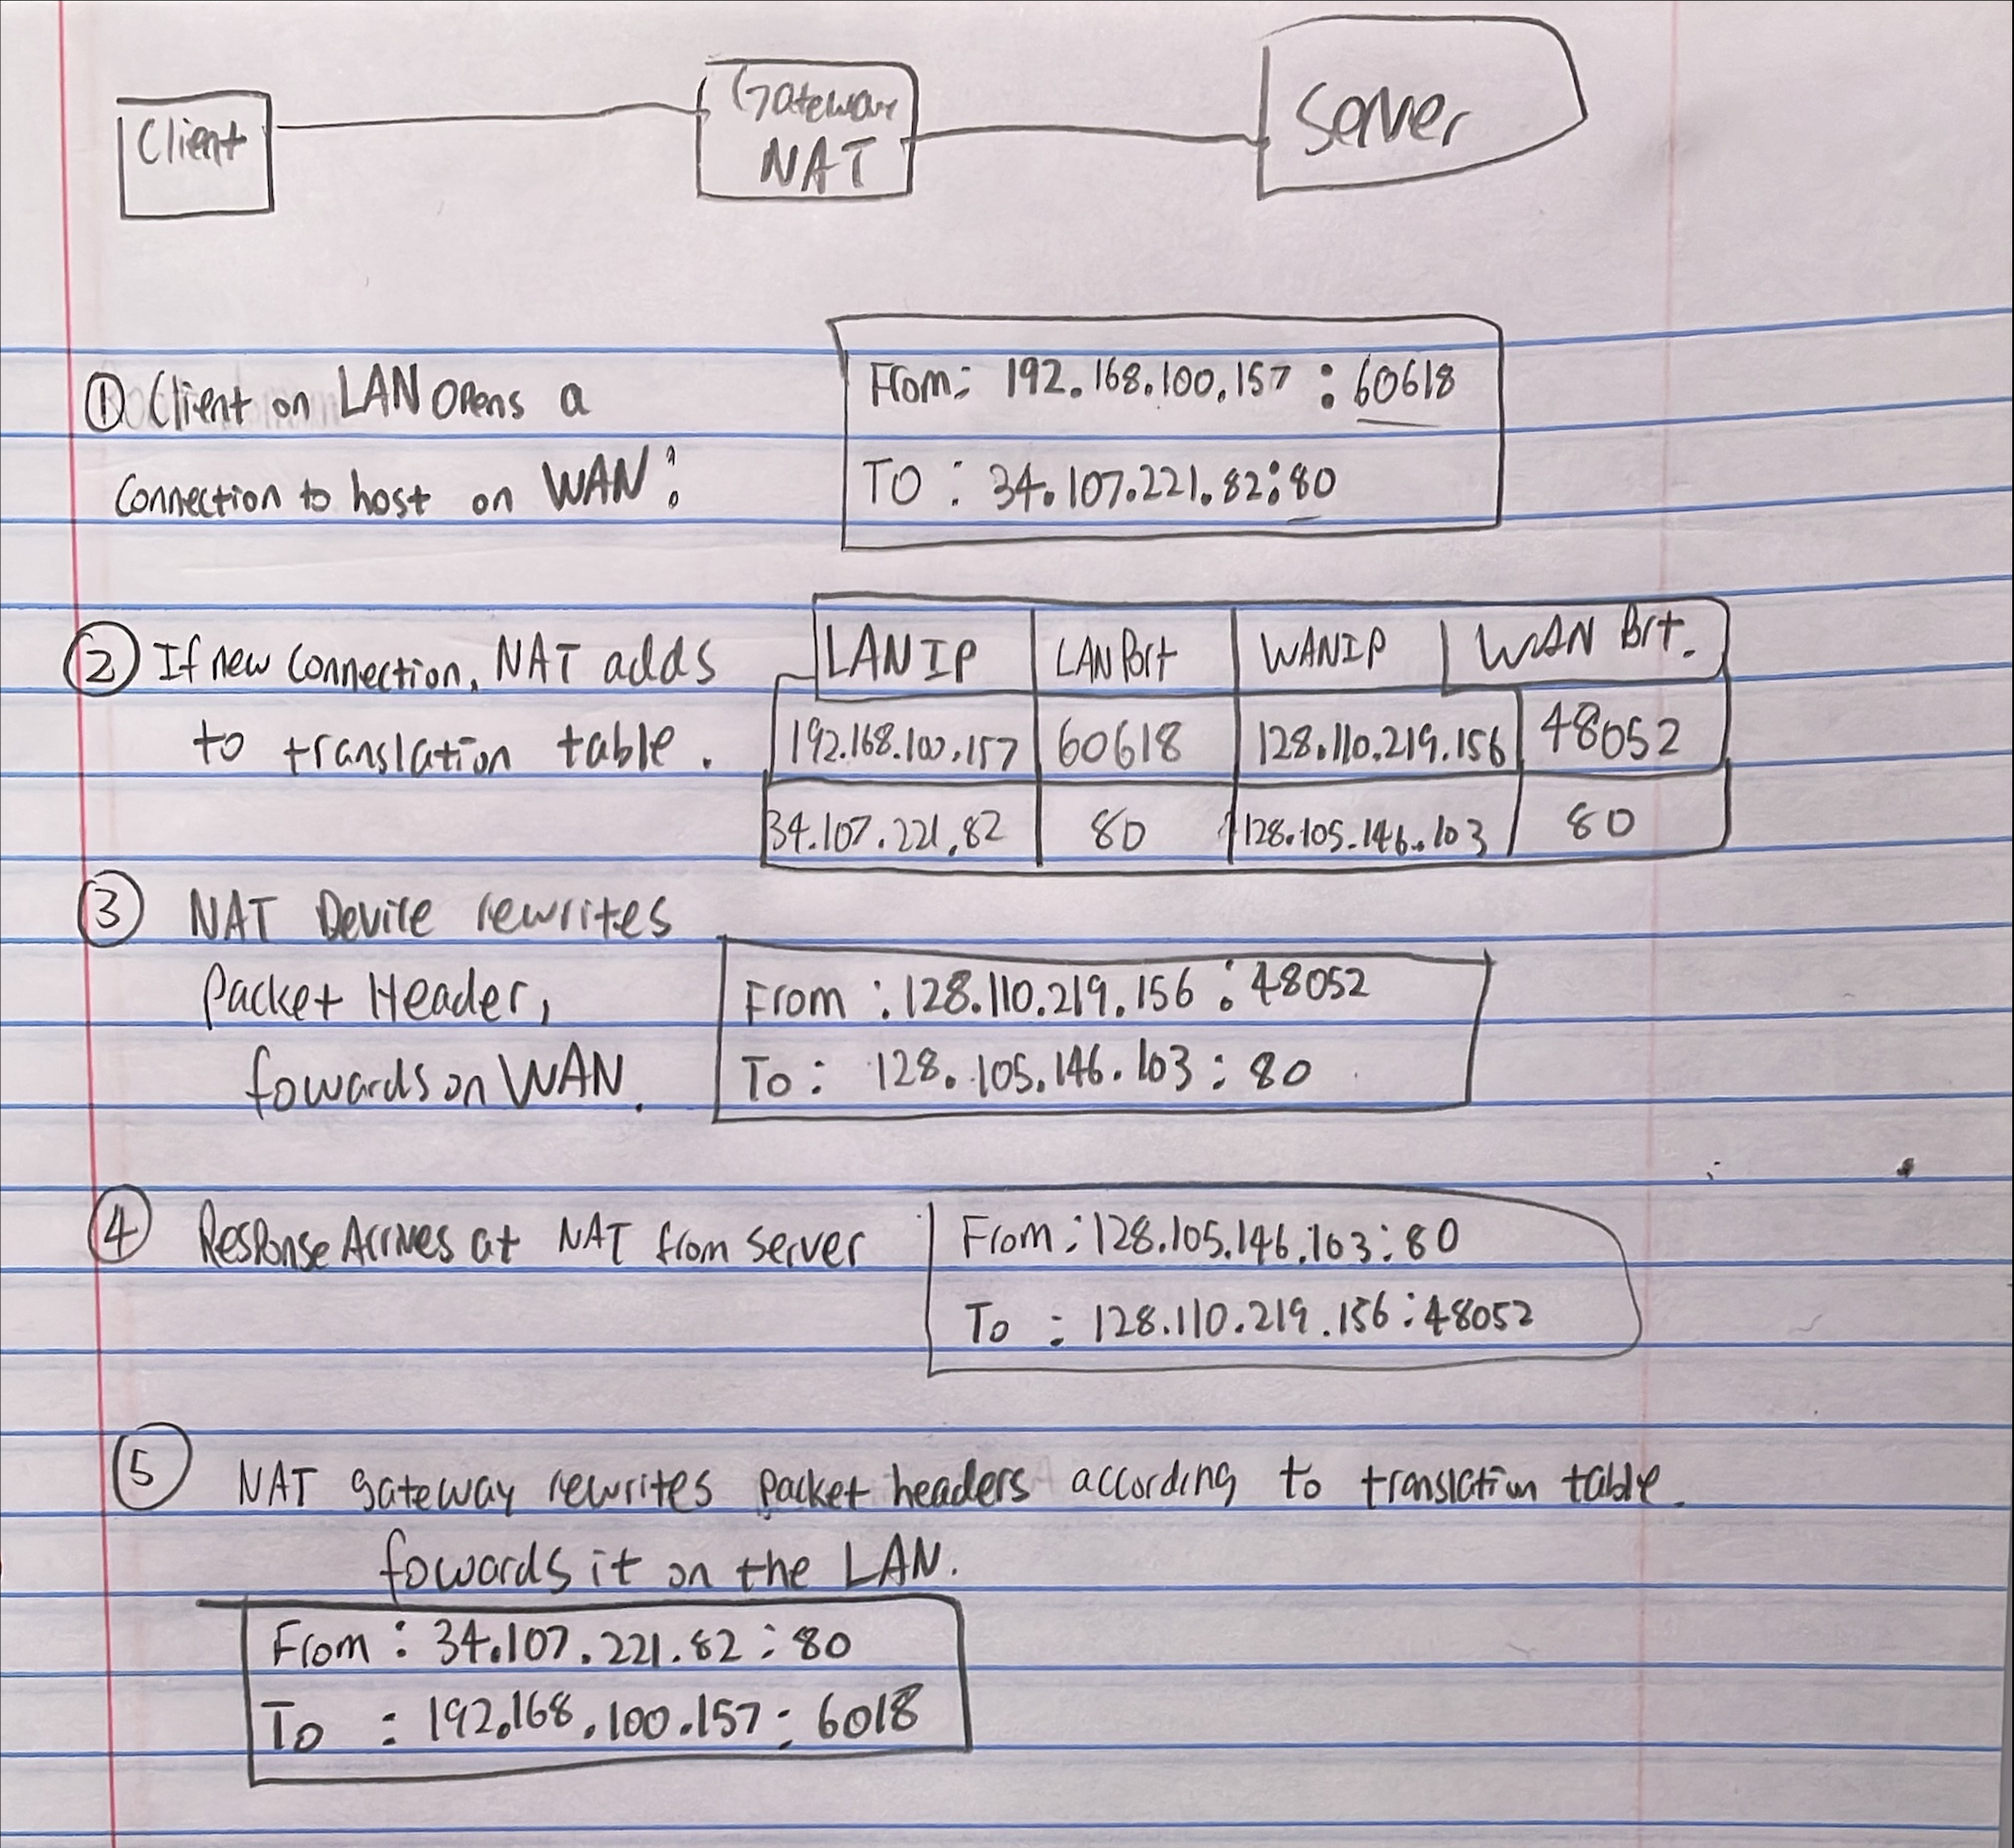 Client
Gateway
NAT
Server
① Client on LAN opens a
Connection to host on WAN:
From: 192.168.100.157 : 60618
TO : 34.107.221.82:80
② If new connection, NAT adds
to translation table.
LAN IP LAN Port WAN IP WAN Port.
192.168.100.157 60618 128.110.219.156 48052
34.107.221.82 80 128.105.146.103 80
③ NAT Device rewrites
Packet Header,
fowards on WAN.
From : 128.110.219.156 : 48052
To : 128.105.146.103 : 80
④ Response Arrives at NAT from server
From : 128.105.146.103 : 80
To : 128.110.219.156 : 48052
⑤ NAT gateway rewrites packet headers according to translation table.
fowards it on the LAN.
From : 34.107.221.82 : 80
To : 192.168.100.157 : 6018